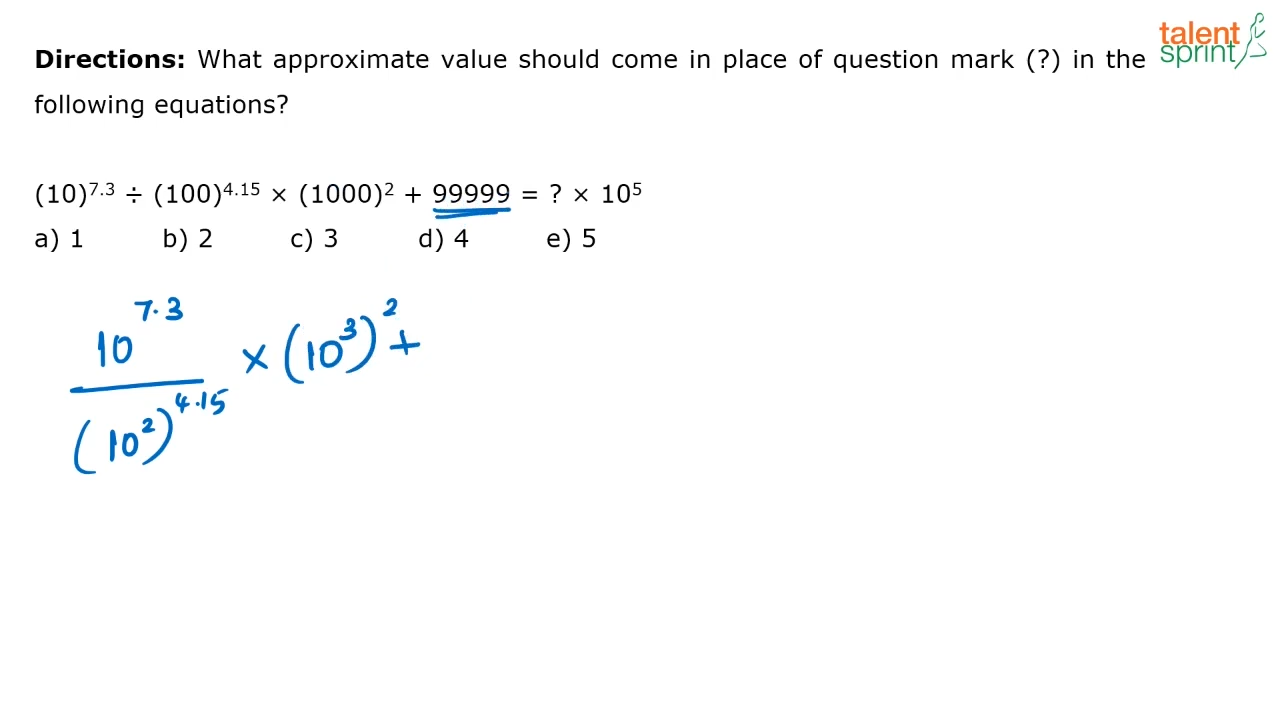 talent
sprint
Directions: What approximate value should come in place of question mark (?) in the
following equations?
(10)^7.3 ÷ (100)^4.15 × (1000)^2 + 99999 = ? × 10^5
a) 1 b) 2 c) 3 d) 4 e) 5
10^7.3 / (10^2)^4.15 × (10^3)^2 +